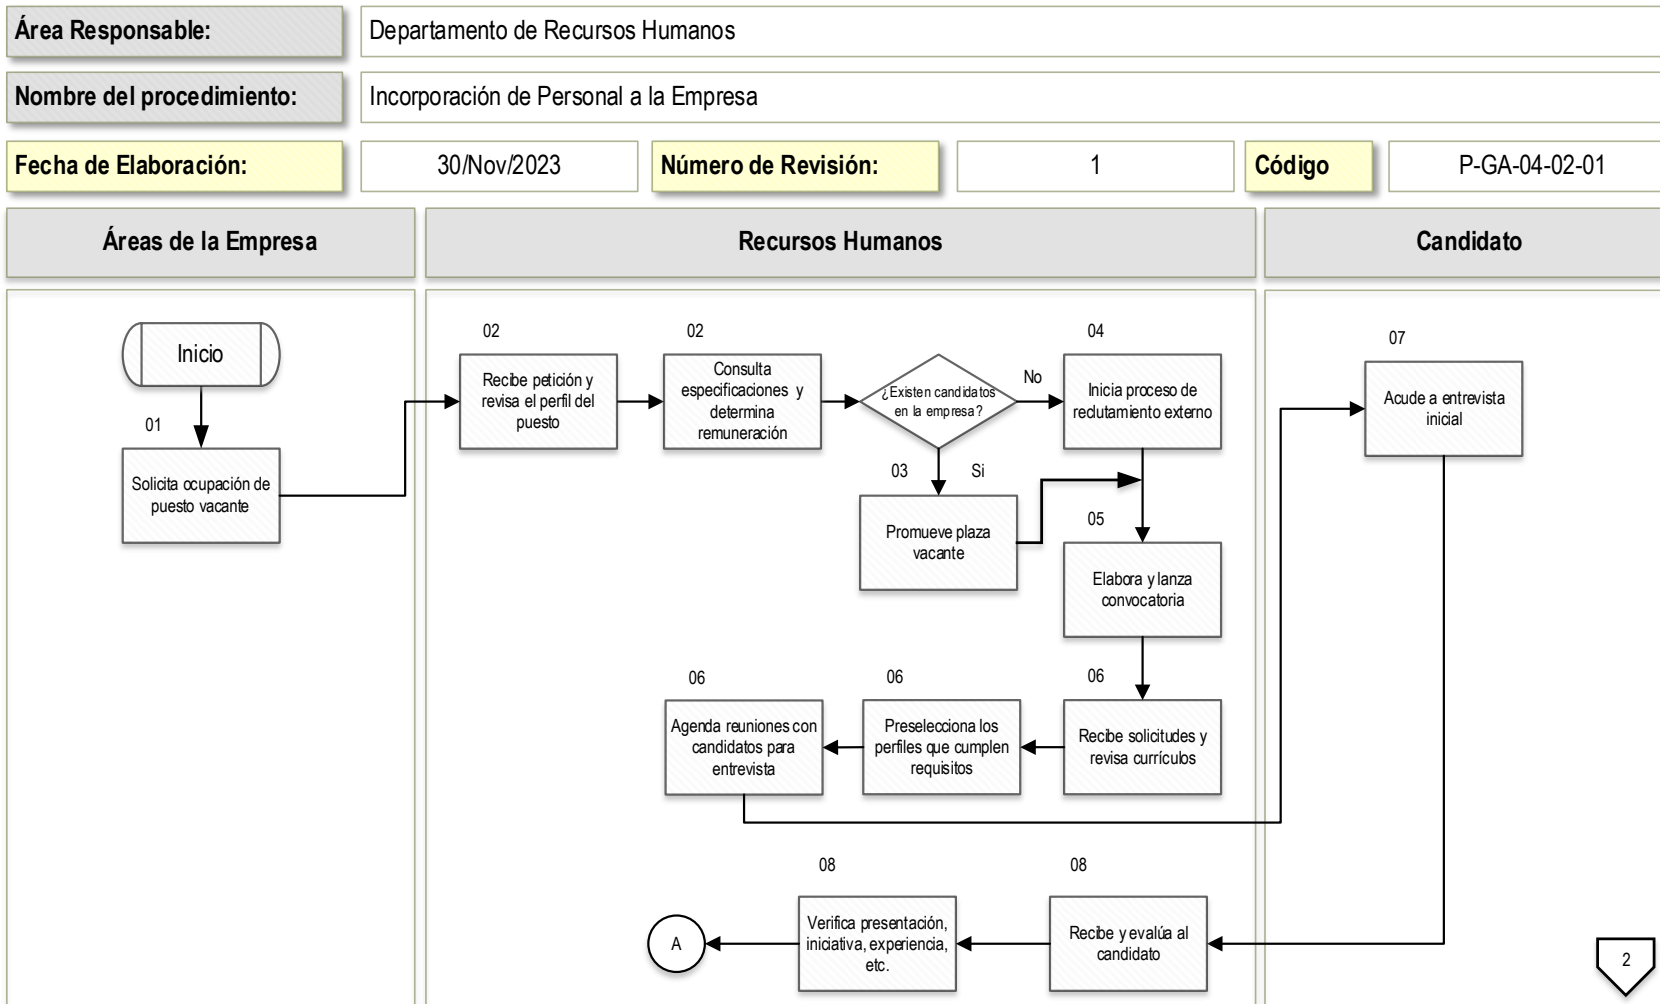 Área Responsable:
Departamento de Recursos Humanos
Nombre del procedimiento:
Incorporación de Personal a la Empresa
Fecha de Elaboración:
30/Nov/2023
Número de Revisión:
1
Código
P-GA-04-02-01
Áreas de la Empresa
Recursos Humanos
Candidato
Inicio
01
Solicita ocupación de
puesto vacante
02
Recibe petición y
revisa el perfil del
puesto
02
Consulta
especificaciones y
determina
remuneración
¿Existen candidatos
en la empresa?
No
Si
03
Promueve plaza
vacante
04
Inicia proceso de
reclutamiento externo
05
Elabora y lanza
convocatoria
06
Recibe solicitudes y
revisa currículos
06
Preselecciona los
perfiles que cumplen
requisitos
06
Agenda reuniones con
candidatos para
entrevista
07
Acude a entrevista
inicial
08
Recibe y evalúa al
candidato
08
Verifica presentación,
iniciativa, experiencia,
etc.
A
2